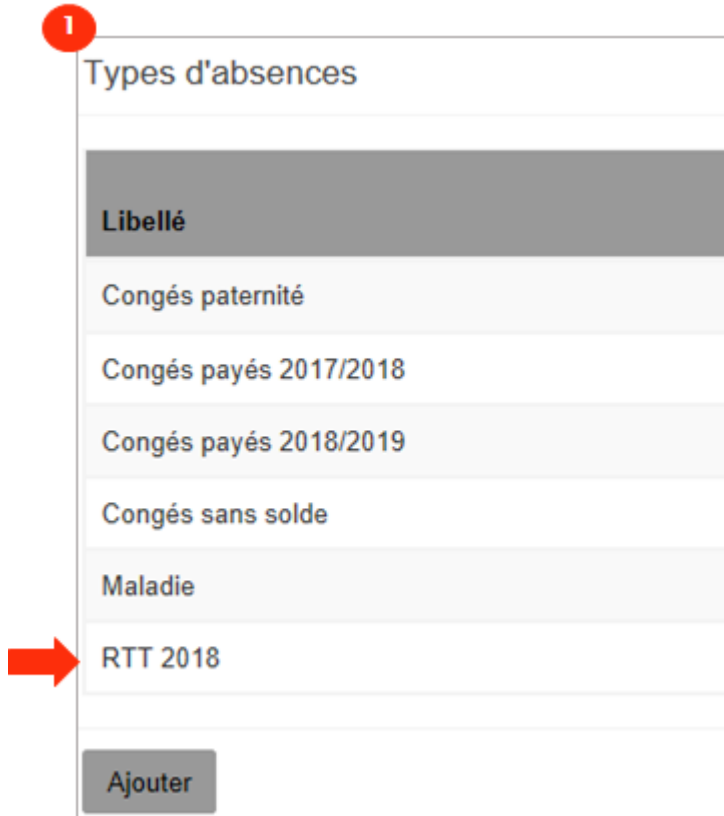 1
Types d'absences
Libellé
Congés paternité
Congés payés 2017/2018
Congés payés 2018/2019
Congés sans solde
Maladie
RTT 2018
Ajouter